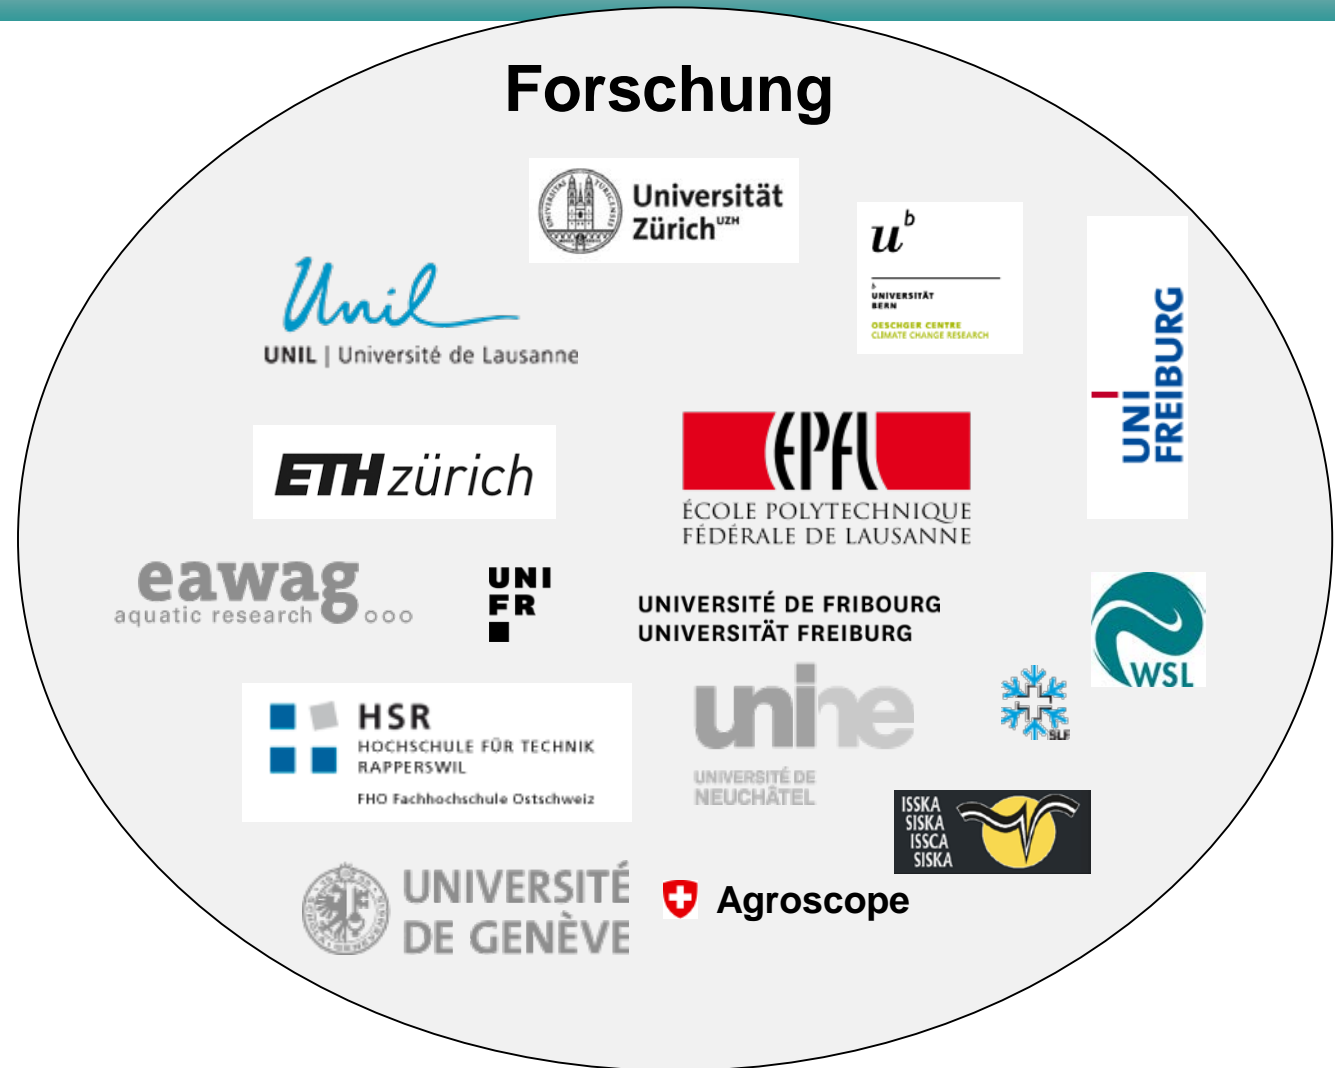 Forschung
Universität
Zürich UZH
u b
b
UNIVERSITÄT
BERN
OESCHGER CENTRE
CLIMATE CHANGE RESEARCH
Unil
UNIL | Université de Lausanne
UNI
FREIBURG
ETH zürich
EPFL
ÉCOLE POLYTECHNIQUE
FÉDÉRALE DE LAUSANNE
eawag
aquatic research
UNI
FR
UNIVERSITÉ DE FRIBOURG
UNIVERSITÄT FREIBURG
WSL
SLF
HSR
HOCHSCHULE FÜR TECHNIK
RAPPERSWIL
FHO Fachhochschule Ostschweiz
unine
UNIVERSITÉ DE
NEUCHÂTEL
ISSKA
SISKA
ISSCA
SISKA
UNIVERSITÉ
DE GENÈVE
Agroscope